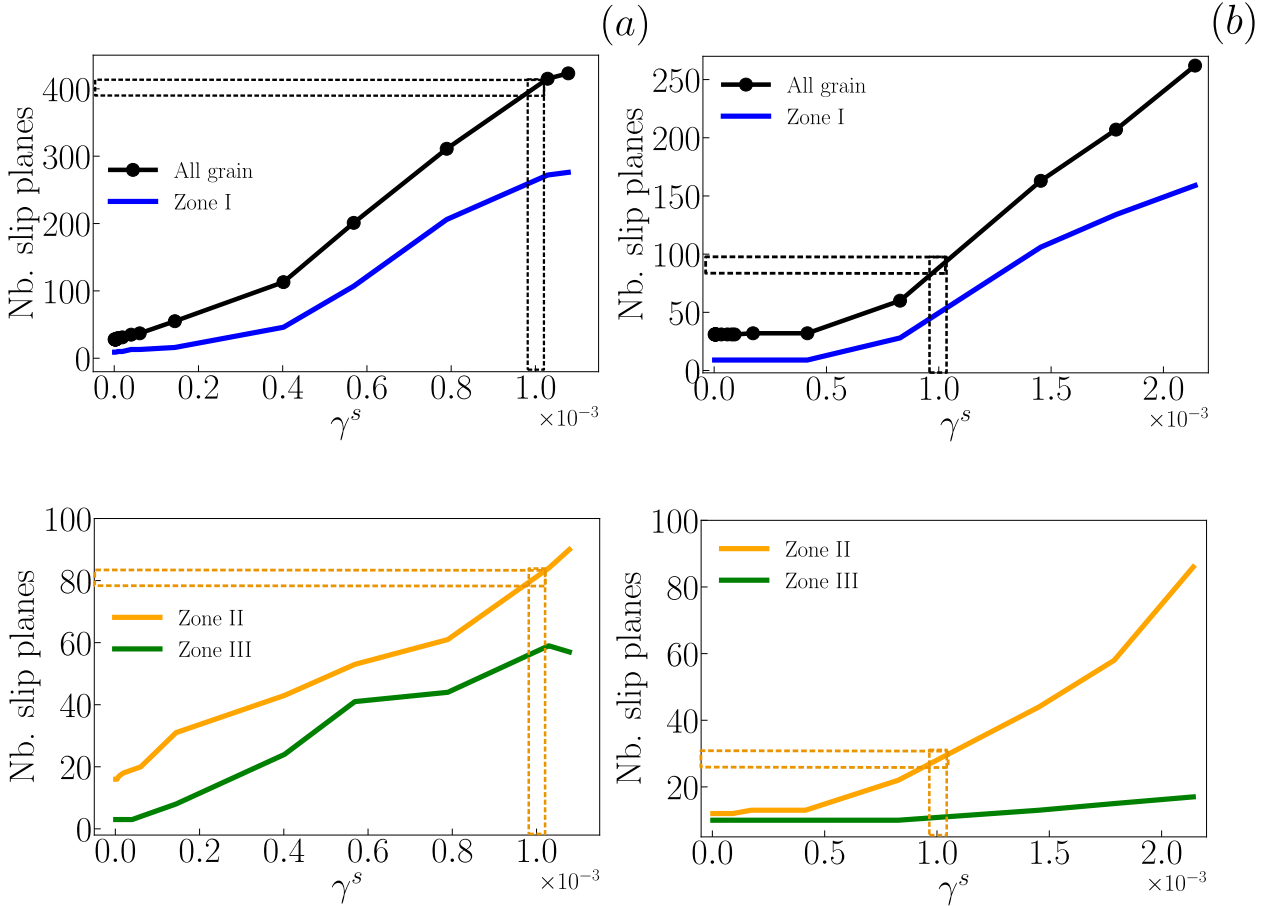 (a)
Nb. slip planes
400
300
200
100
0
All grain
Zone I
0.0 0.2 0.4 0.6 0.8 1.0
γˢ
×10⁻³
(b)
Nb. slip planes
250
200
150
100
50
0
All grain
Zone I
0.0 0.5 1.0 1.5 2.0
γˢ
×10⁻³
Nb. slip planes
100
80
60
40
20
0
Zone II
Zone III
0.0 0.2 0.4 0.6 0.8 1.0
γˢ
×10⁻³
Nb. slip planes
100
80
60
40
20
Zone II
Zone III
0.0 0.5 1.0 1.5 2.0
γˢ
×10⁻³